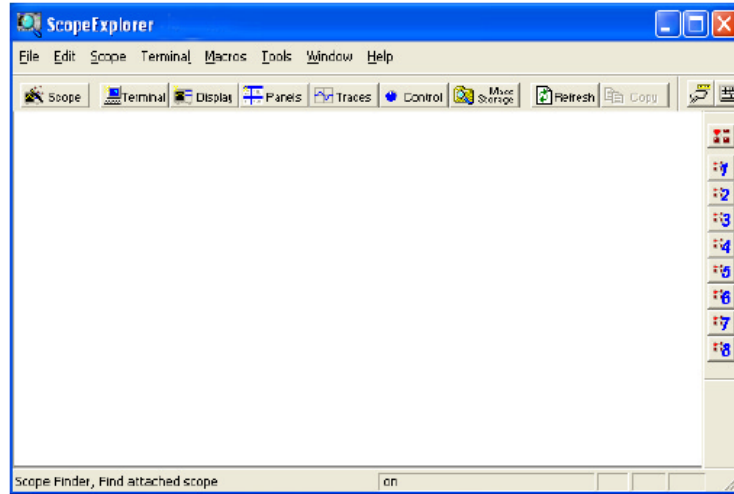 ScopeExplorer
File Edit Scope Terminal Macros Tools Window Help
Scope Terminal Display Panels Traces Control Mass Storage Refresh Copy
1
2
3
4
5
6
7
8
Scope Finder, Find attached scope on